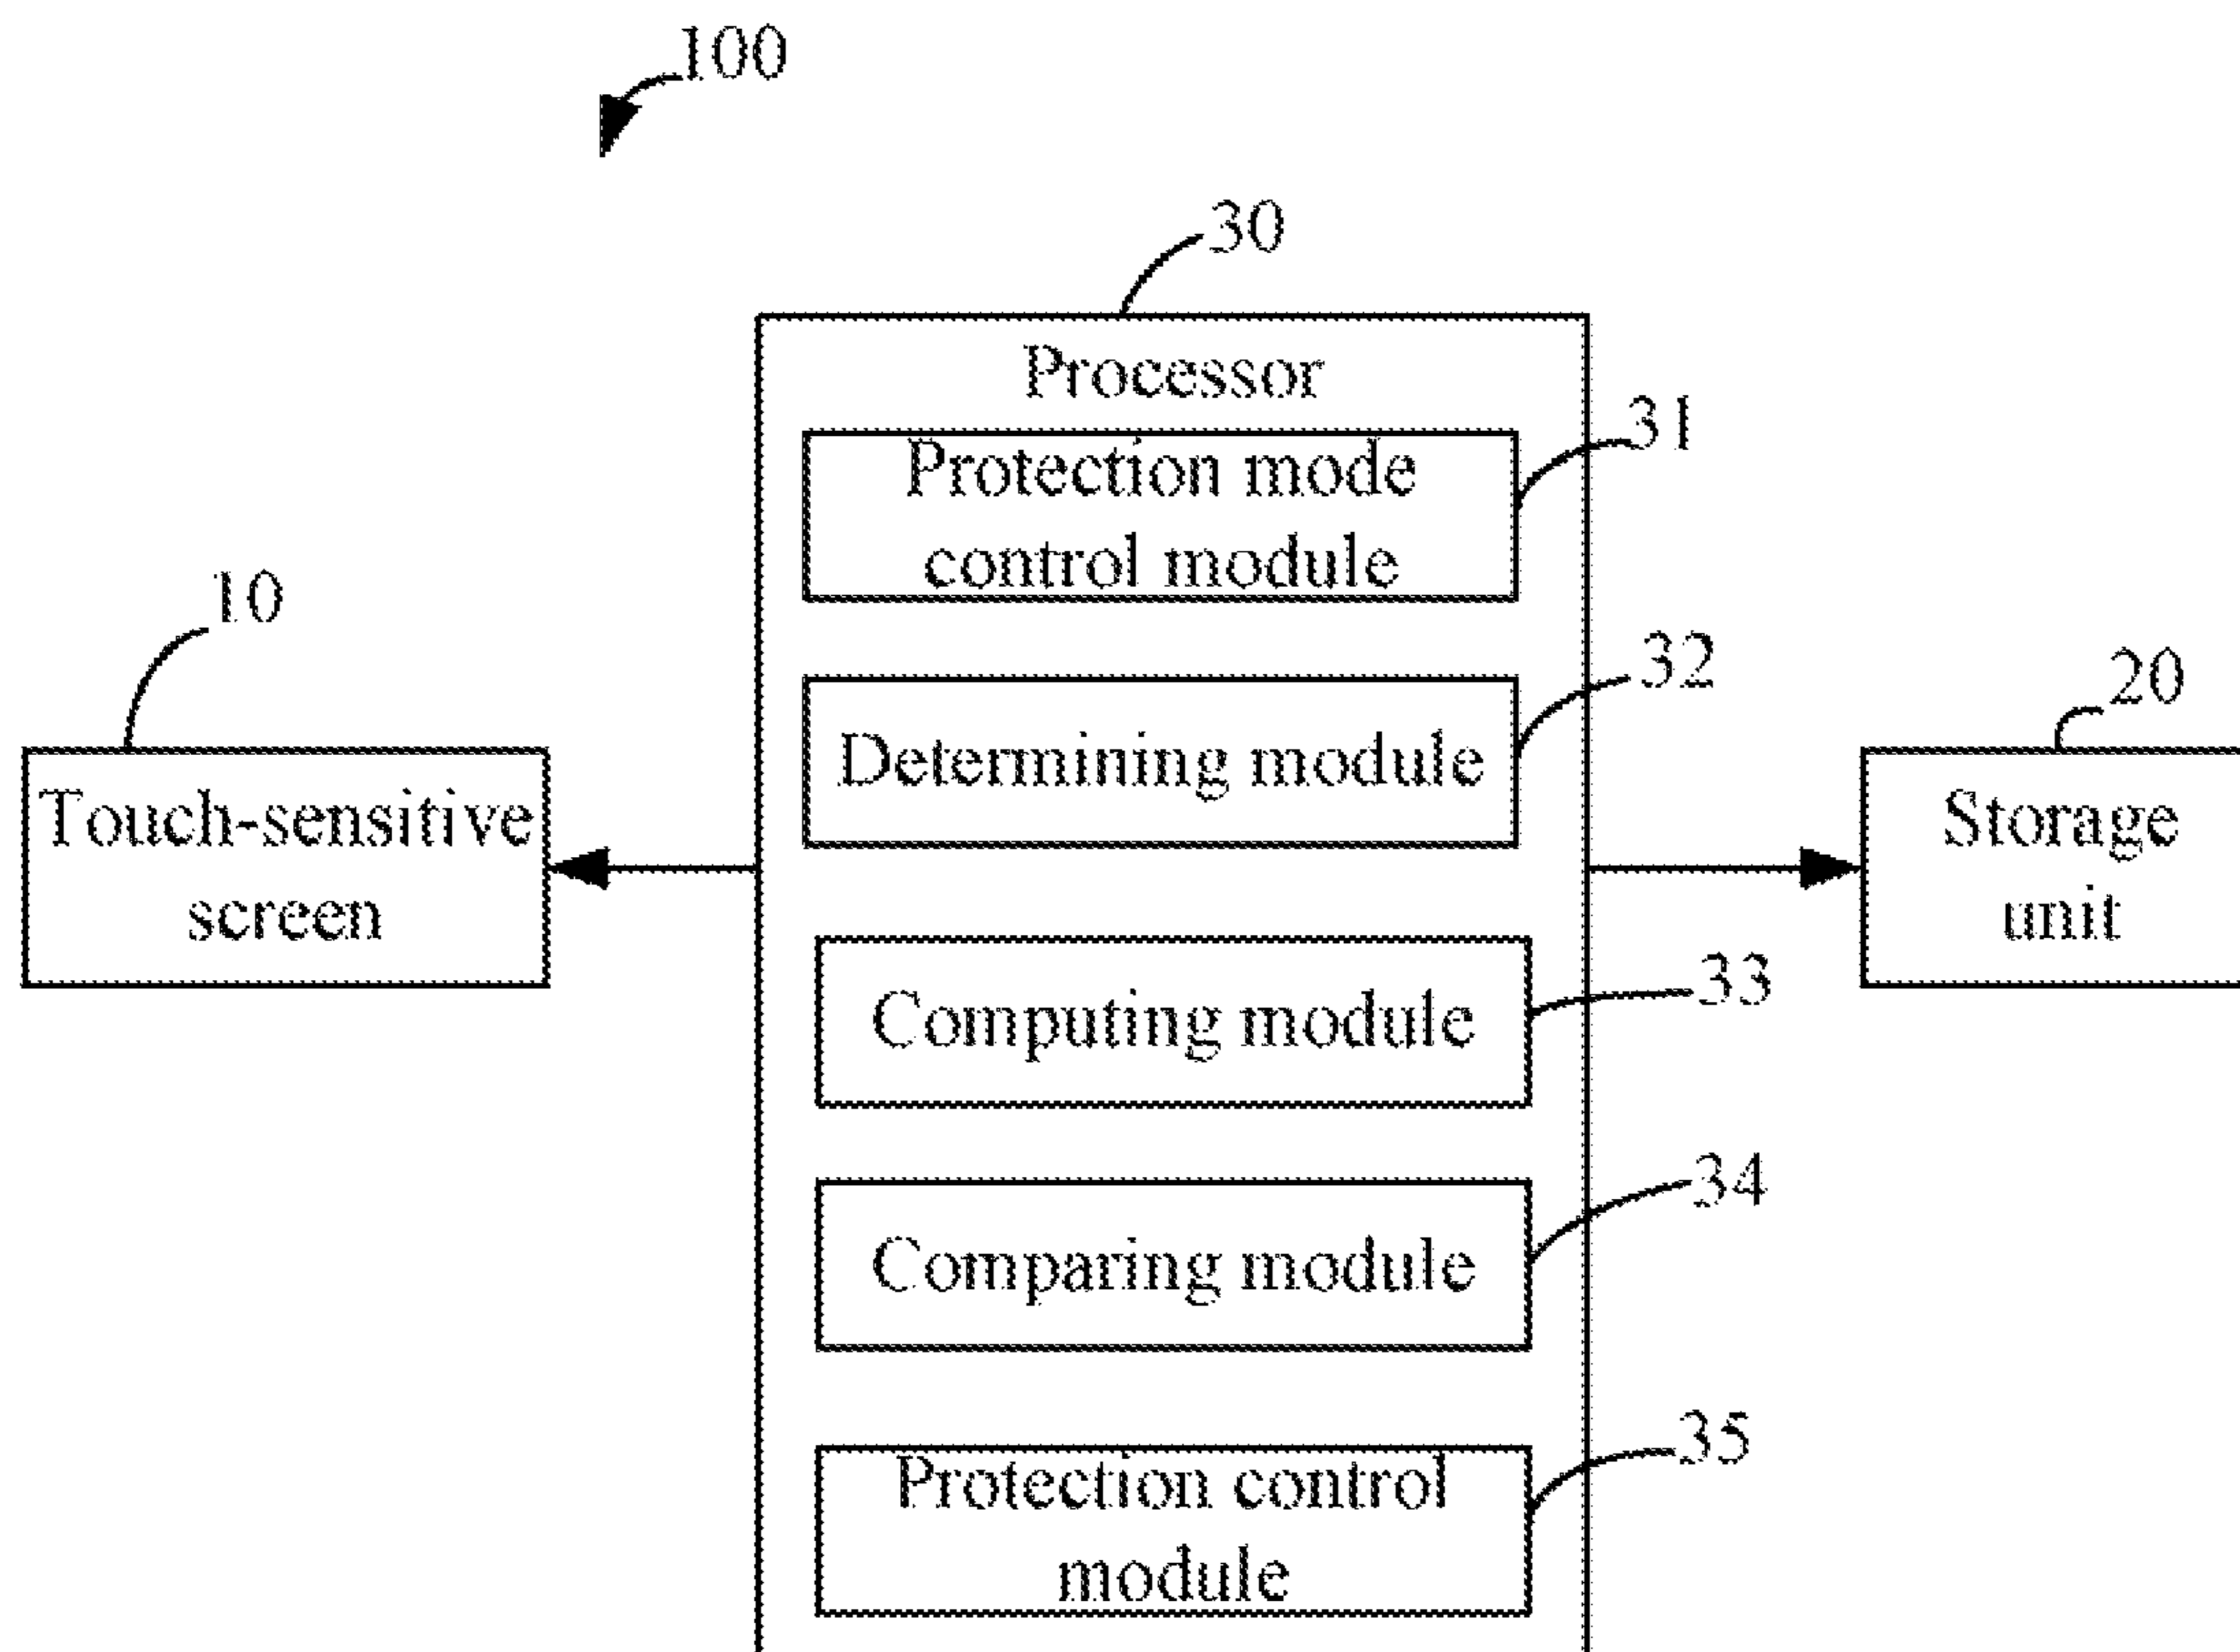 100
30
Processor
31
Protection mode
control module
10
32
20
Determining module
Touch-sensitive
screen
Storage
unit
33
Computing module
34
Comparing module
35
Protection control
module